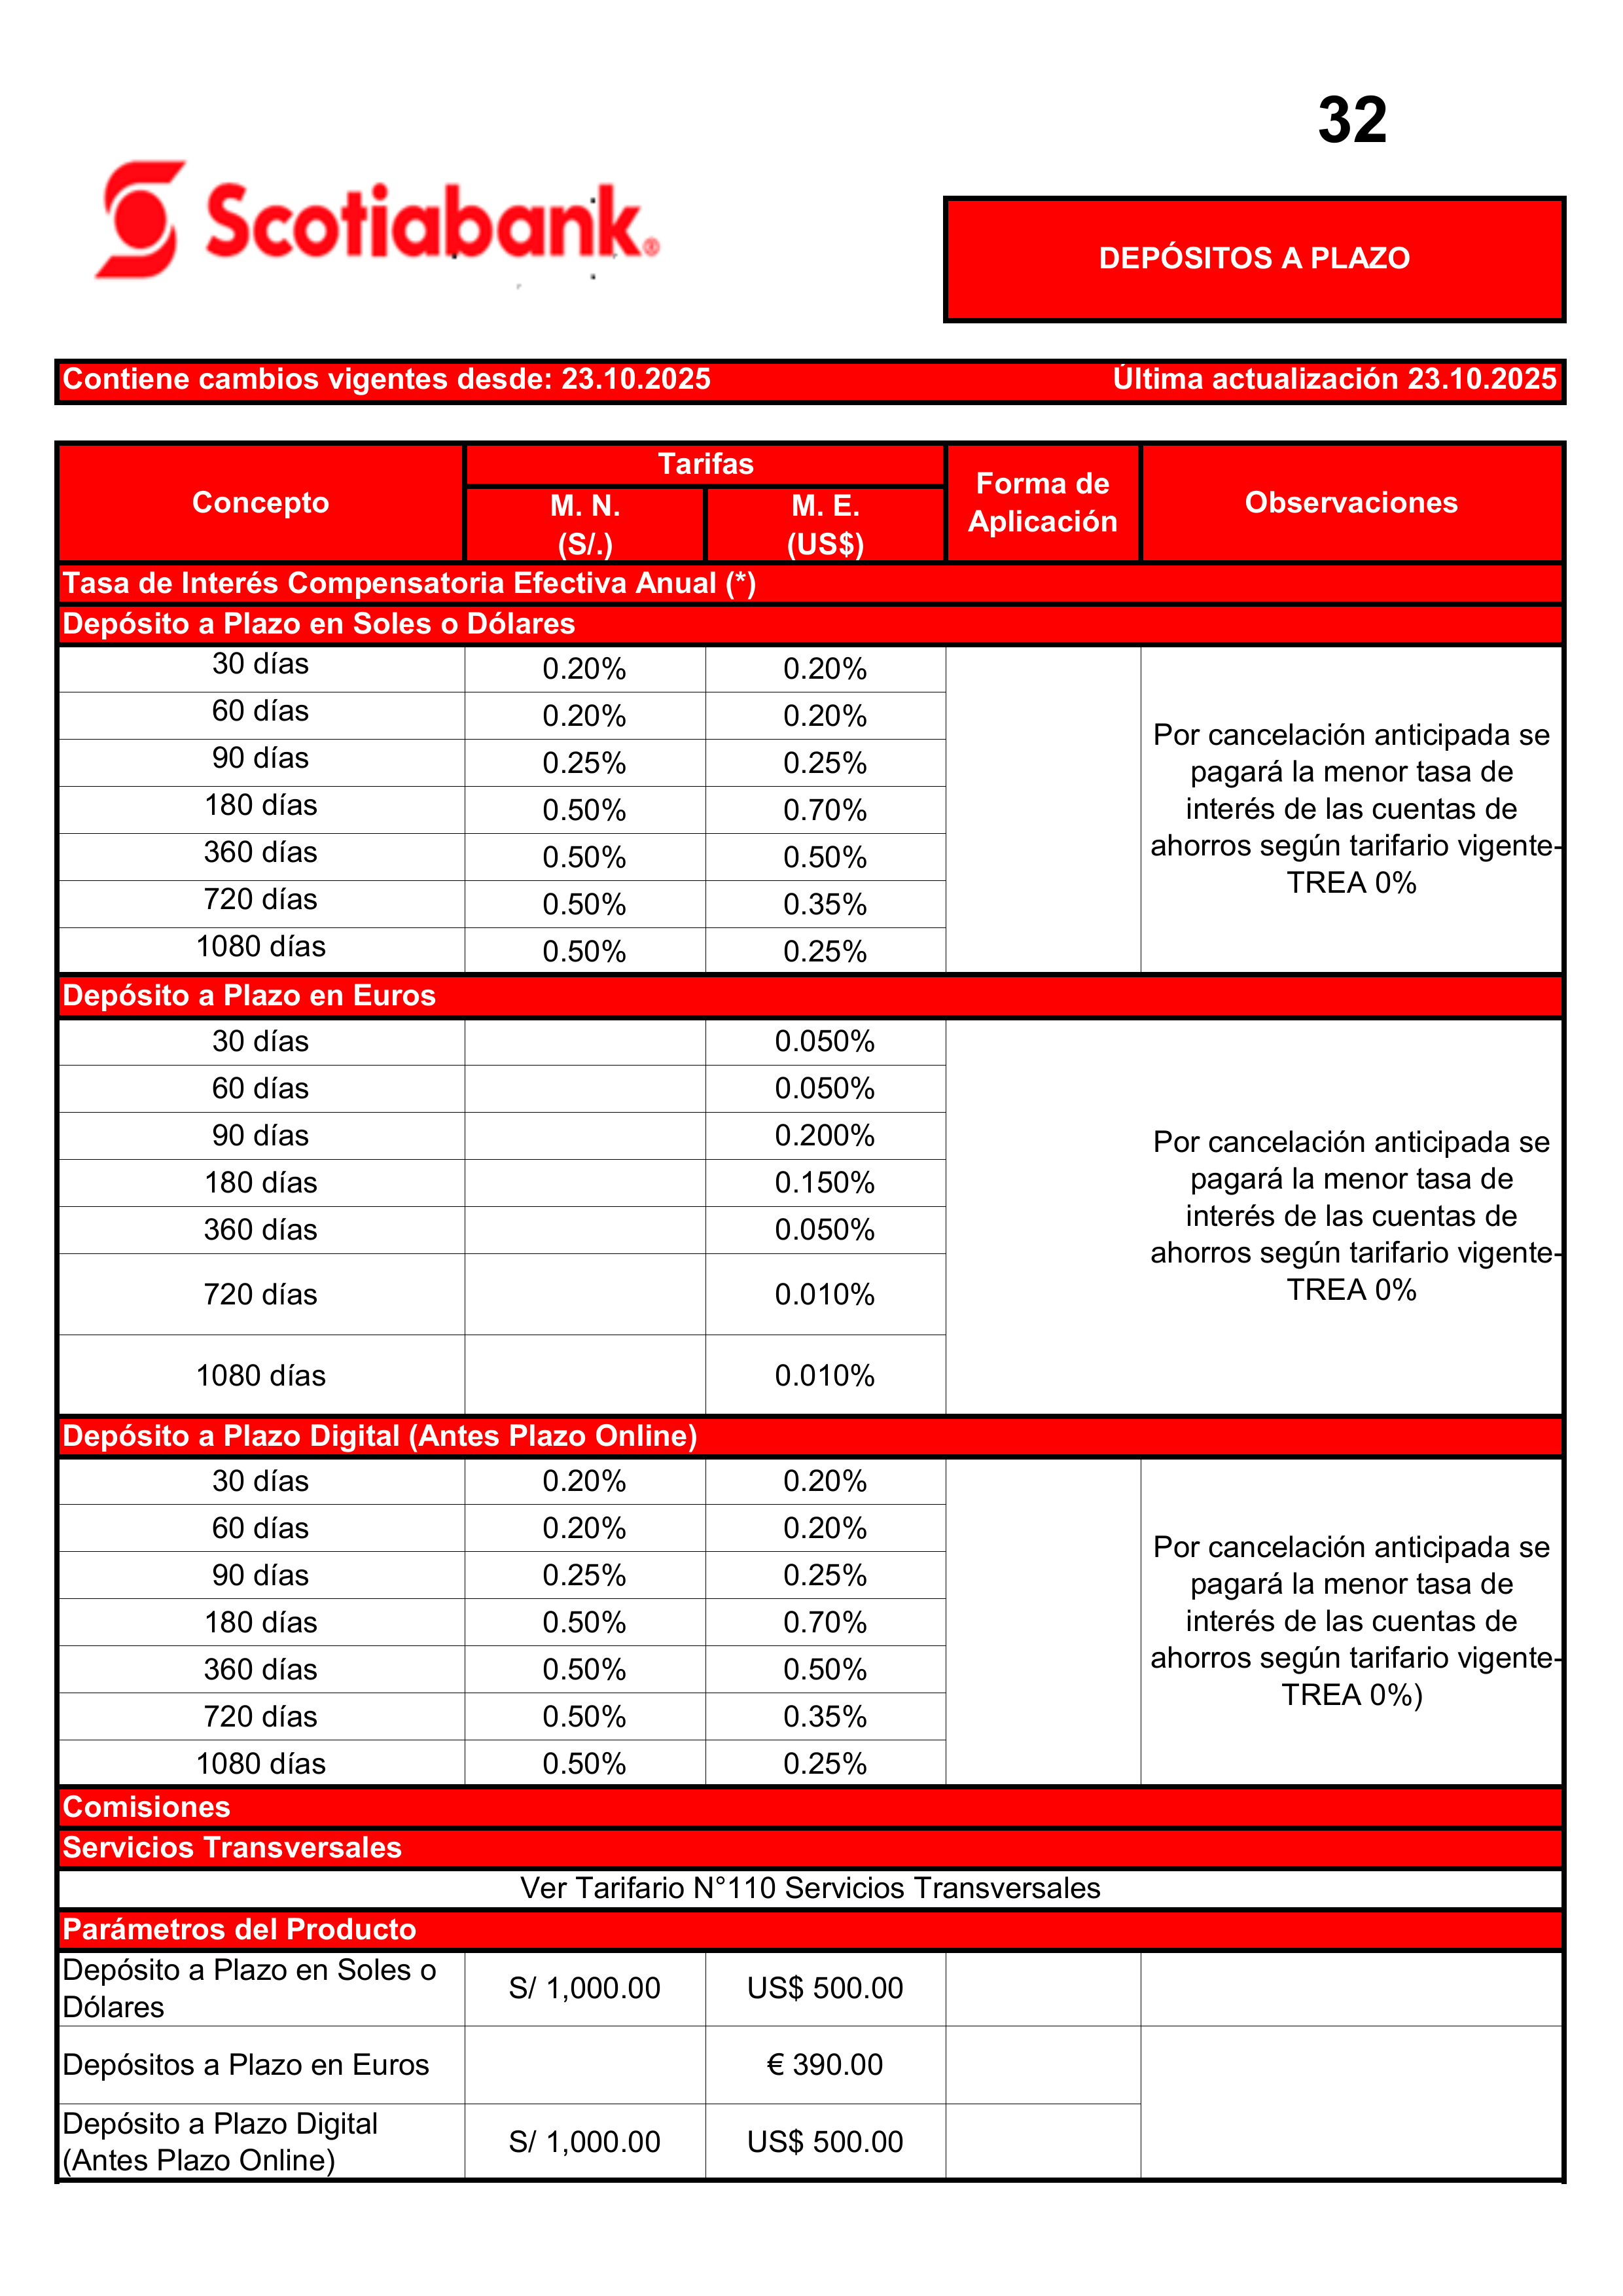 32
Scotiabank®
DEPÓSITOS A PLAZO
Contiene cambios vigentes desde: 23.10.2025 Última actualización 23.10.2025
Concepto Tarifas Forma de Aplicación Observaciones
M. N. (S/.) M. E. (US$)
Tasa de Interés Compensatoria Efectiva Anual (*)
Depósito a Plazo en Soles o Dólares
30 días 0.20% 0.20%
60 días 0.20% 0.20%
90 días 0.25% 0.25%
180 días 0.50% 0.70%
360 días 0.50% 0.50%
720 días 0.50% 0.35%
1080 días 0.50% 0.25%
Por cancelación anticipada se
pagará la menor tasa de
interés de las cuentas de
ahorros según tarifario vigente-
TREA 0%
Depósito a Plazo en Euros
30 días 0.050%
60 días 0.050%
90 días 0.200%
180 días 0.150%
360 días 0.050%
720 días 0.010%
1080 días 0.010%
Por cancelación anticipada se
pagará la menor tasa de
interés de las cuentas de
ahorros según tarifario vigente-
TREA 0%
Depósito a Plazo Digital (Antes Plazo Online)
30 días 0.20% 0.20%
60 días 0.20% 0.20%
90 días 0.25% 0.25%
180 días 0.50% 0.70%
360 días 0.50% 0.50%
720 días 0.50% 0.35%
1080 días 0.50% 0.25%
Por cancelación anticipada se
pagará la menor tasa de
interés de las cuentas de
ahorros según tarifario vigente-
TREA 0%)
Comisiones
Servicios Transversales
Ver Tarifario N°110 Servicios Transversales
Parámetros del Producto
Depósito a Plazo en Soles o
Dólares
S/ 1,000.00 US$ 500.00
Depósitos a Plazo en Euros € 390.00
Depósito a Plazo Digital
(Antes Plazo Online)
S/ 1,000.00 US$ 500.00